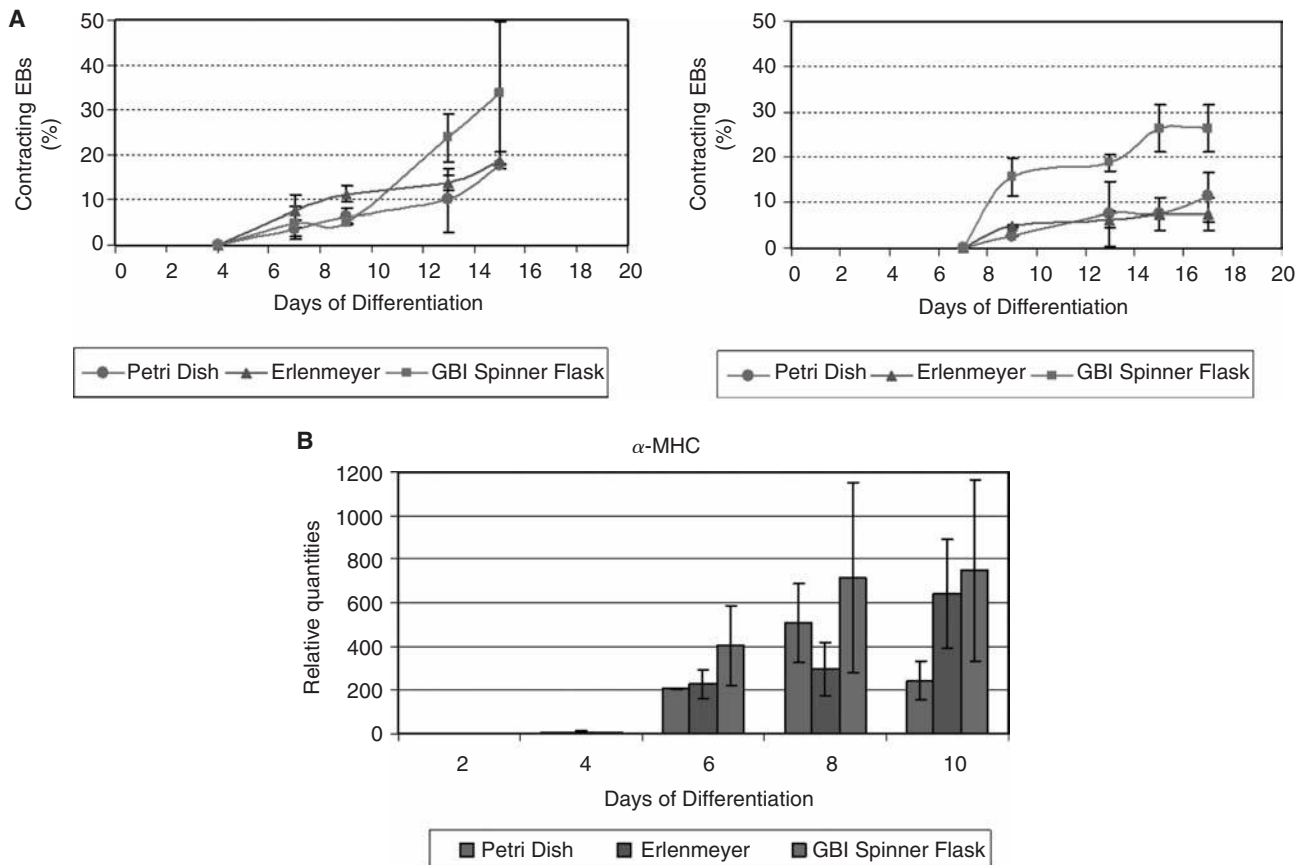 A
50
40
30
20
10
0
Contracting EBs
(%)
0 2 4 6 8 10 12 14 16 18 20
Days of Differentiation
Petri Dish Erlenmeyer GBI Spinner Flask
50
40
30
20
10
0
Contracting EBs
(%)
0 2 4 6 8 10 12 14 16 18 20
Days of Differentiation
Petri Dish Erlenmeyer GBI Spinner Flask
B
α-MHC
1200
1000
800
600
400
200
0
Relative quantities
2 4 6 8 10
Days of Differentiation
Petri Dish Erlenmeyer GBI Spinner Flask